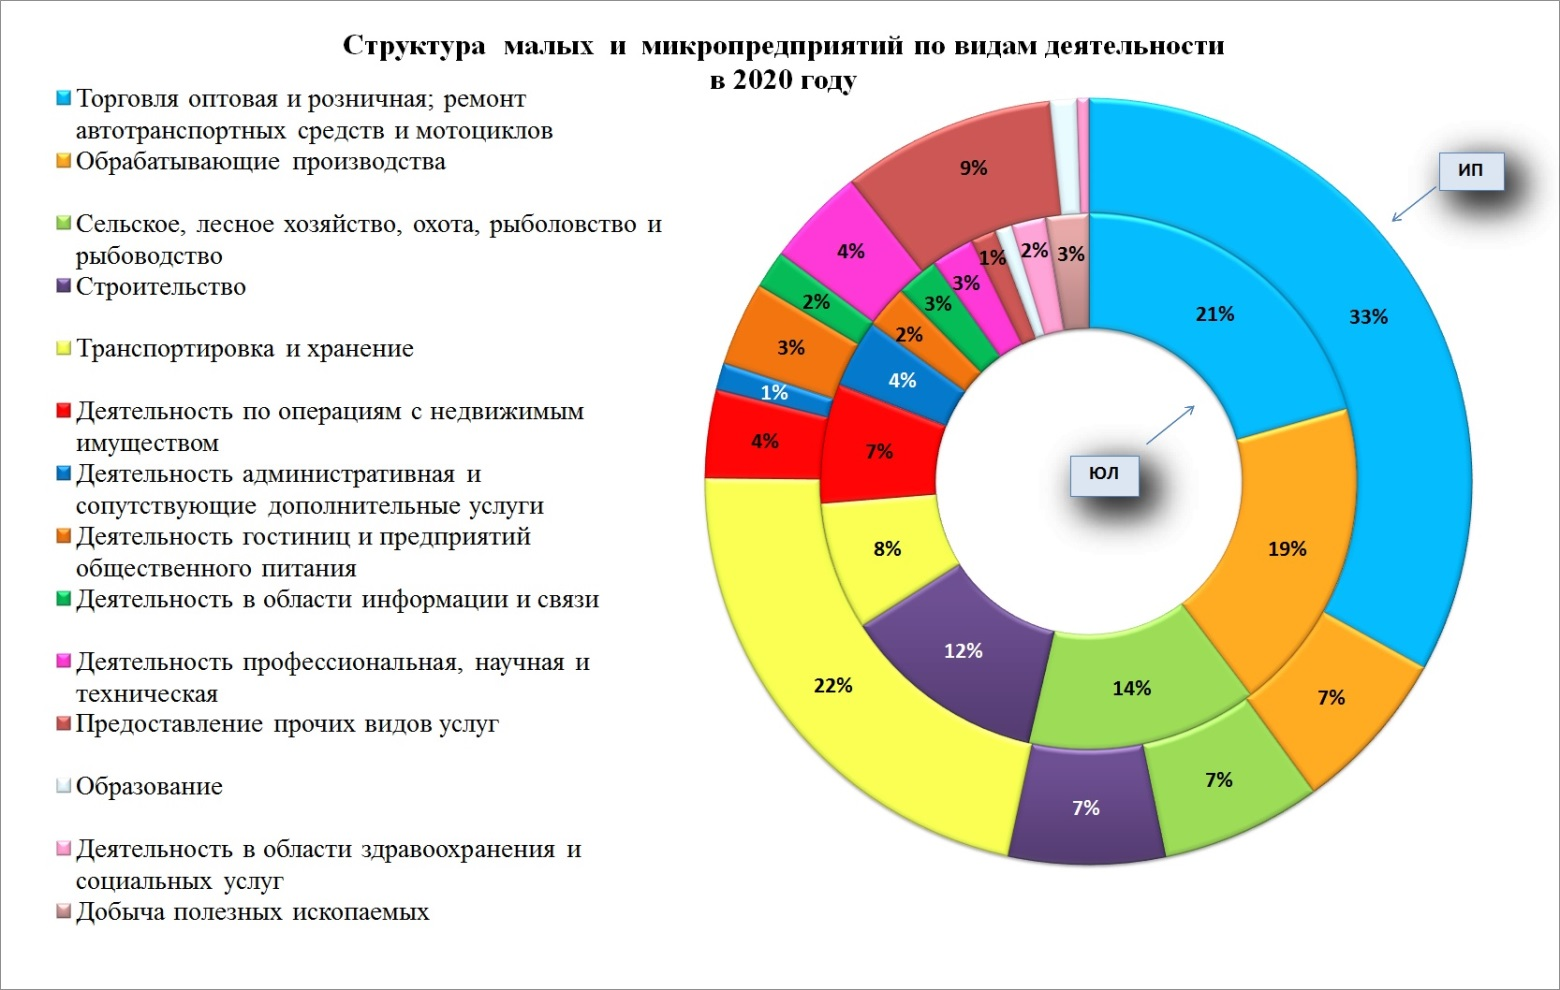 Структура малых и микропредприятий по видам деятельности
в 2020 году
Торговля оптовая и розничная; ремонт
автотранспортных средств и мотоциклов
Обрабатывающие производства
Сельское, лесное хозяйство, охота, рыболовство и
рыбоводство
Строительство
Транспортировка и хранение
Деятельность по операциям с недвижимым
имуществом
Деятельность административная и
сопутствующие дополнительные услуги
Деятельность гостиниц и предприятий
общественного питания
Деятельность в области информации и связи
Деятельность профессиональная, научная и
техническая
Предоставление прочих видов услуг
Образование
Деятельность в области здравоохранения и
социальных услуг
Добыча полезных ископаемых
ИП
33%
7%
7%
7%
22%
4%
1%
3%
2%
4%
9%
ЮЛ
21%
19%
14%
12%
8%
7%
4%
2%
3%
3%
1%
2%
3%